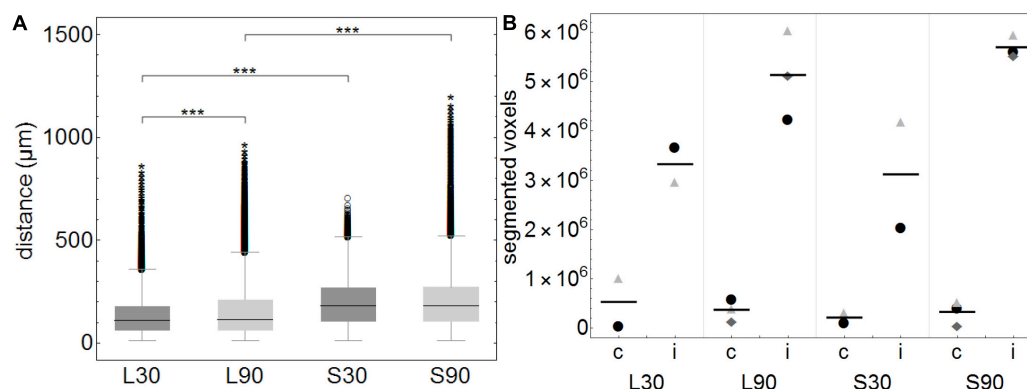 A
distance (µm)
1500
1000
500
0
***
***
***
L30 L90 S30 S90
B
segmented voxels
6 10⁶
5 10⁶
4 10⁶
3 10⁶
2 10⁶
1 10⁶
0
c i c i c i c i
L30 L90 S30 S90